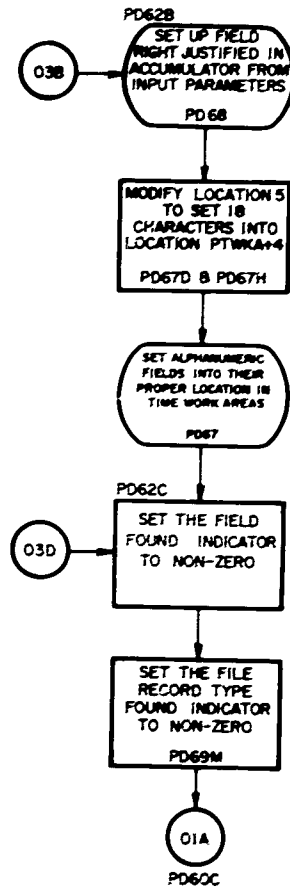 PD62B
03B
SET UP FIELD
RIGHT JUSTIFIED IN
ACCUMULATOR FROM
INPUT PARAMETERS
PD68
MODIFY LOCATION 5
TO SET 18
CHARACTERS INTO
LOCATION PTWKA+4
PD67D & PD67H
SET ALPHANUMERIC
FIELDS INTO THEIR
PROPER LOCATION IN
TIME WORK AREAS
PD67
PD62C
03D
SET THE FIELD
FOUND INDICATOR
TO NON-ZERO
SET THE FILE
RECORD TYPE
FOUND INDICATOR
TO NON-ZERO
PD69M
01A
PD60C